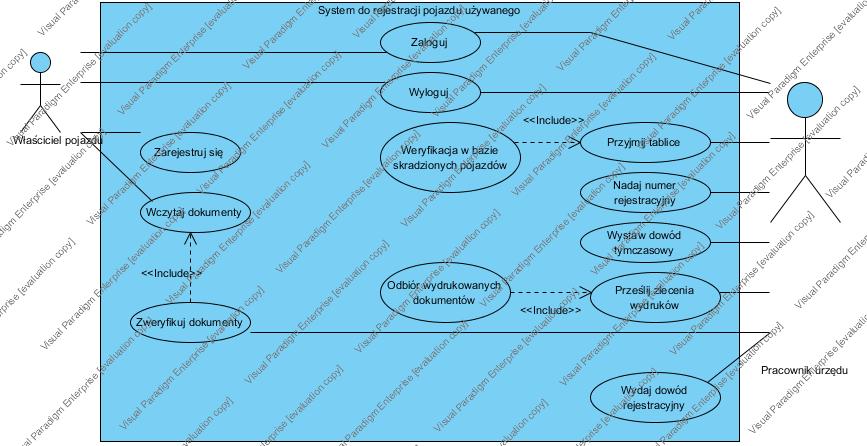 System do rejestracji pojazdu używanego
Zaloguj
Wyloguj
<<Include>>
Właściciel pojazdu
Zarejestruj się
Weryfikacja w bazie
skradzionych pojazdów
Przyjmij tablice
Nadaj numer
rejestracyjny
Wczytaj dokumenty
Wystaw dowód
tymczasowy
<<Include>>
Odbiór wydrukowanych
dokumentów
Prześlij zlecenia
wydruków
<<Include>>
Zweryfikuj dokumenty
Pracownik urzędu
Wydaj dowód
rejestracyjny
Visual Paradigm Enterprise [evaluation copy]